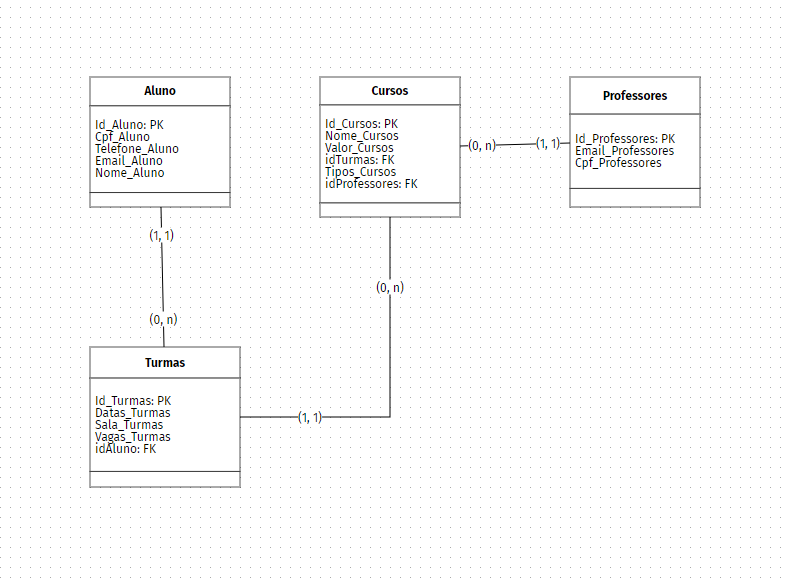 Aluno
Id_Aluno: PK
Cpf_Aluno
Telefone_Aluno
Email_Aluno
Nome_Aluno
Cursos
Id_Cursos: PK
Nome_Cursos
Valor_Cursos
idTurmas: FK
Tipos_Cursos
idProfessores: FK
(0, n)
(1, 1)
Professores
Id_Professores: PK
Email_Professores
Cpf_Professores
(1, 1)
(0, n)
(0, n)
(1, 1)
Turmas
Id_Turmas: PK
Datas_Turmas
Sala_Turmas
Vagas_Turmas
idAluno: FK